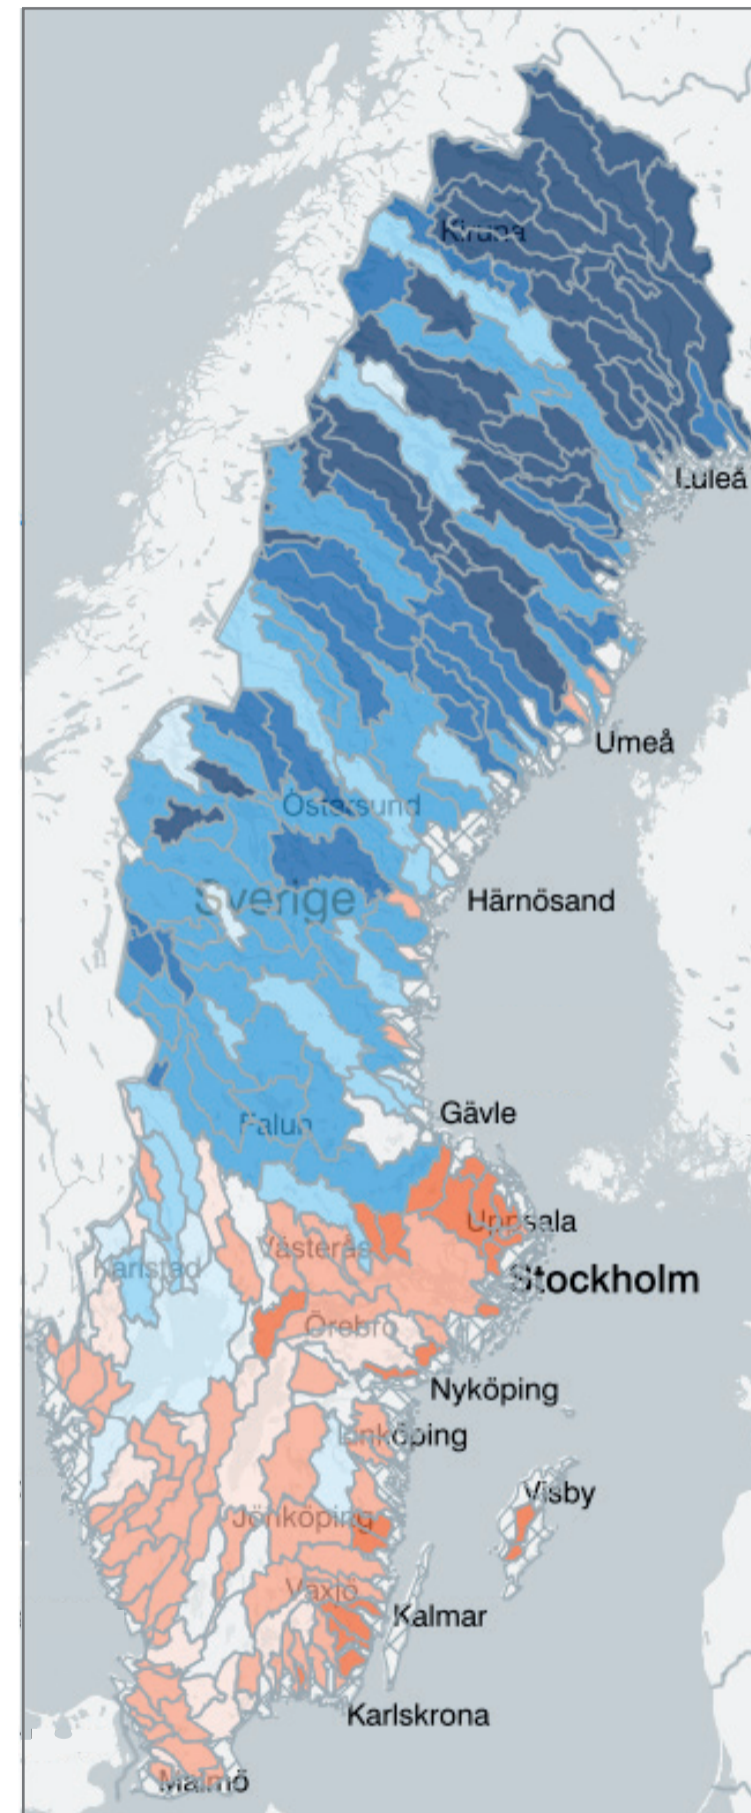 Kiruna
Luleå
Umeå
Östersund
Sverige
Härnösand
Gävle
Falun
Uppsala
Västerås
Karlstad
Stockholm
Örebro
Nyköping
Linköping
Visby
Jönköping
Växjö
Kalmar
Karlskrona
Malmö